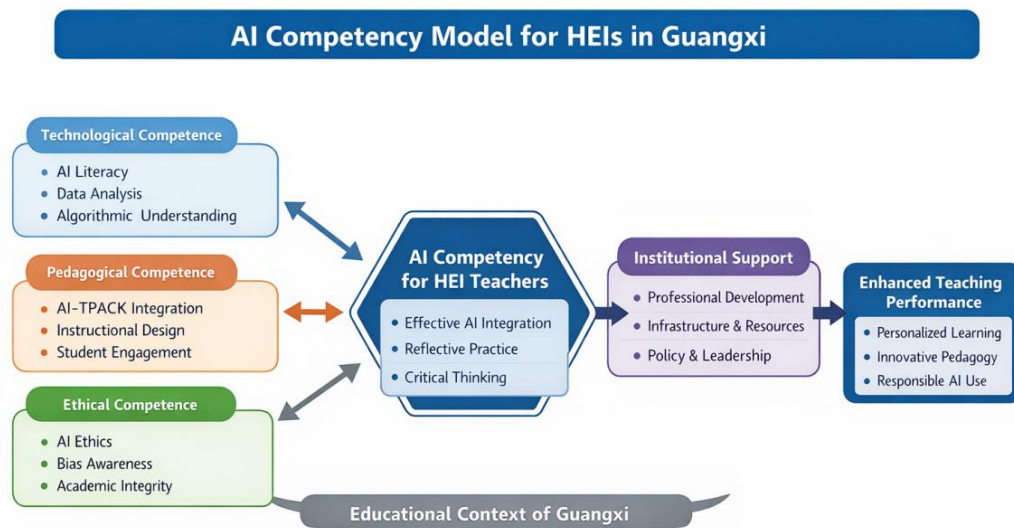 AI Competency Model for HEIs in Guangxi
Technological Competence
• AI Literacy
• Data Analysis
• Algorithmic Understanding
Pedagogical Competence
• AI-TPACK Integration
• Instructional Design
• Student Engagement
Ethical Competence
• AI Ethics
• Bias Awareness
• Academic Integrity
AI Competency
for HEI Teachers
• Effective AI Integration
• Reflective Practice
• Critical Thinking
Institutional Support
• Professional Development
• Infrastructure & Resources
• Policy & Leadership
Enhanced Teaching
Performance
• Personalized Learning
• Innovative Pedagogy
• Responsible AI Use
Educational Context of Guangxi